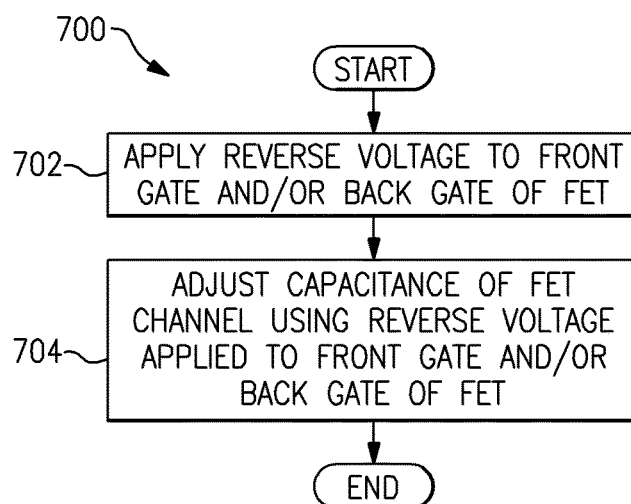 700
START
702
APPLY REVERSE VOLTAGE TO FRONT
GATE AND/OR BACK GATE OF FET
704
ADJUST CAPACITANCE OF FET
CHANNEL USING REVERSE VOLTAGE
APPLIED TO FRONT GATE AND/OR
BACK GATE OF FET
END